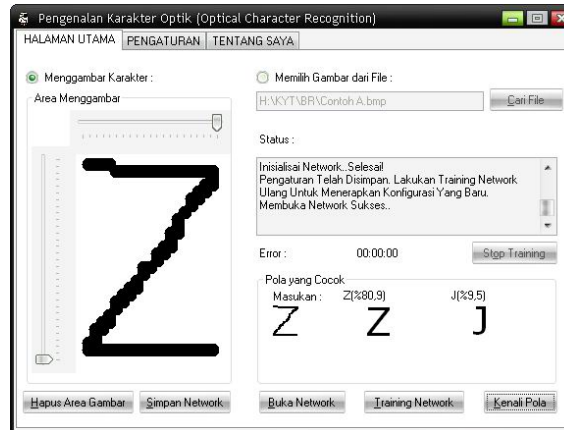 Pengenalan Karakter Optik (Optical Character Recognition)
HALAMAN UTAMA PENGATURAN TENTANG SAYA
Menggambar Karakter :
Memilih Gambar dari File :
Area Menggambar
H:\KYT\BR\Contoh A.bmp
Cari File
Status :
Inisialisai Network..Selesai!
Pengaturan Telah Disimpan. Lakukan Training Network
Ulang Untuk Menerapkan Konfigurasi Yang Baru.
Membuka Network Sukses..
Error : 00:00:00 Stop Training
Pola yang Cocok
Masukan : Z(%80,9) J(%9,5)
Z Z J
Z
Hapus Area Gambar Simpan Network Buka Network Training Network Kenali Pola